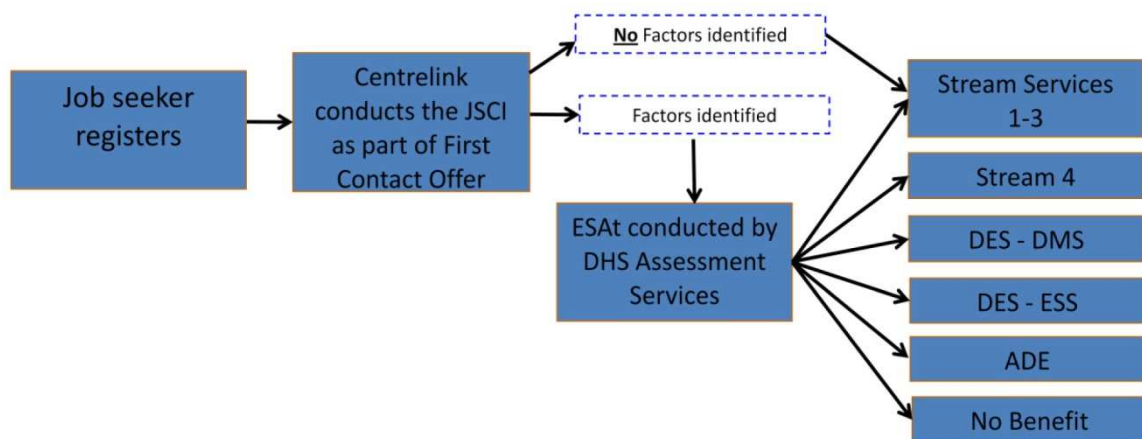 Job seeker
registers
Centrelink
conducts the JSCI
as part of First
Contact Offer
No Factors identified
Factors identified
ESAt conducted by
DHS Assessment
Services
Stream Services
1-3
Stream 4
DES - DMS
DES - ESS
ADE
No Benefit